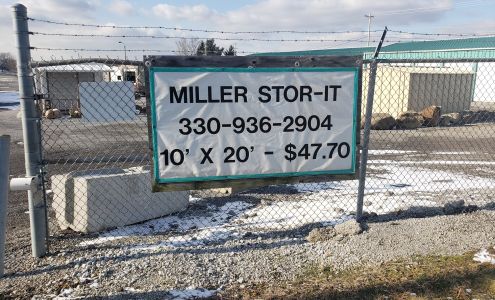 MILLER STOR-IT
330-936-2904
10' X 20' - $47.70